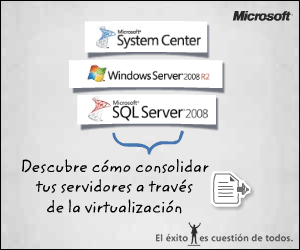 Microsoft
Microsoft
System Center
Windows Server 2008 R2
Microsoft
SQL Server 2008
Descubre cómo consolidar
tus servidores a través
de la virtualización
El éxito es cuestión de todos.